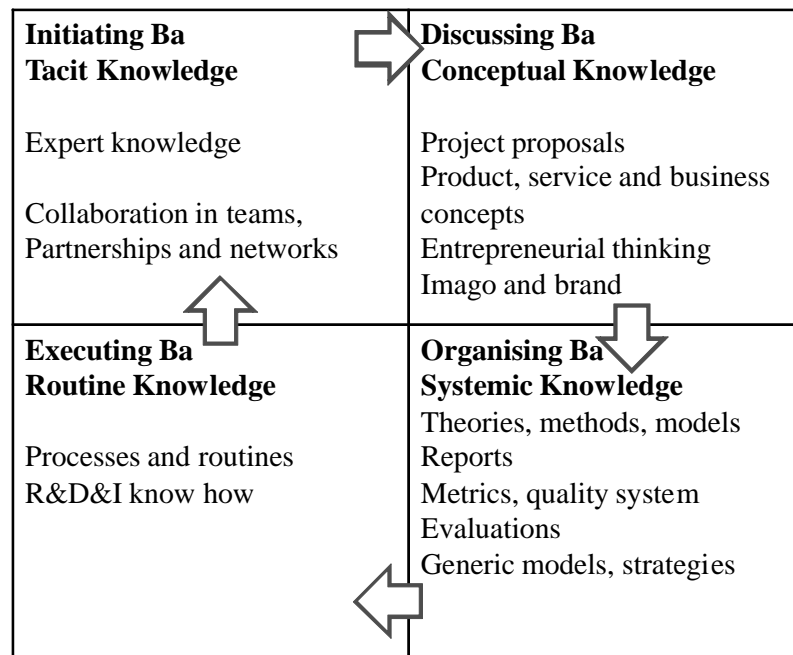 Initiating Ba
Tacit Knowledge
Expert knowledge
Collaboration in teams,
Partnerships and networks
Discussing Ba
Conceptual Knowledge
Project proposals
Product, service and business
concepts
Entrepreneurial thinking
Imago and brand
Executing Ba
Routine Knowledge
Processes and routines
R&D&I know how
Organising Ba
Systemic Knowledge
Theories, methods, models
Reports
Metrics, quality system
Evaluations
Generic models, strategies